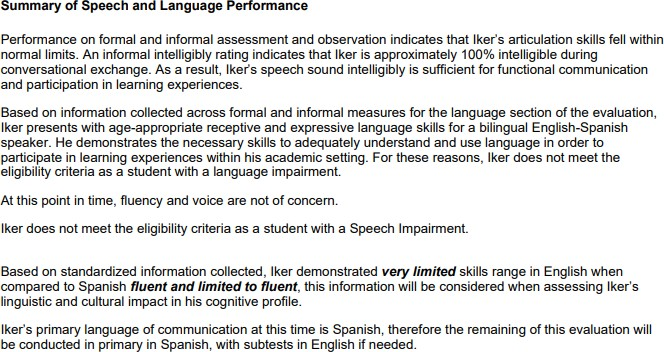 Summary of Speech and Language Performance
Performance on formal and informal assessment and observation indicates that Iker's articulation skills fell within
normal limits. An informal intelligibly rating indicates that Iker is approximately 100% intelligible during
conversational exchange. As a result, Iker's speech sound intelligibly is sufficient for functional communication
and participation in learning experiences.
Based on information collected across formal and informal measures for the language section of the evaluation,
Iker presents with age-appropriate receptive and expressive language skills for a bilingual English-Spanish
speaker. He demonstrates the necessary skills to adequately understand and use language in order to
participate in learning experiences within his academic setting. For these reasons, Iker does not meet the
eligibility criteria as a student with a language impairment.
At this point in time, fluency and voice are not of concern.
Iker does not meet the eligibility criteria as a student with a Speech Impairment.
Based on standardized information collected, Iker demonstrated very limited skills range in English when
compared to Spanish fluent and limited to fluent, this information will be considered when assessing Iker's
linguistic and cultural impact in his cognitive profile.
Iker's primary language of communication at this time is Spanish, therefore the remaining of this evaluation will
be conducted in primary in Spanish, with subtests in English if needed.